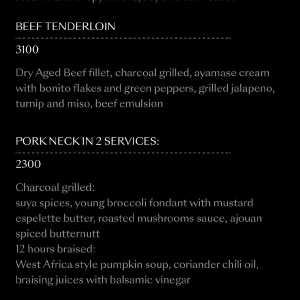 BEEF TENDERLOIN
3100
Dry Aged Beef fillet, charcoal grilled, ayamase cream
with bonito flakes and green peppers, grilled jalapeno,
turnip and miso, beef emulsion
PORK NECK IN 2 SERVICES:
2300
Charcoal grilled:
suya spices, young broccoli fondant with mustard
espelette butter, roasted mushrooms sauce, ajouan
spiced butternutt
12 hours braised:
West Africa style pumpkin soup, coriander chili oil,
braising juices with balsamic vinegar